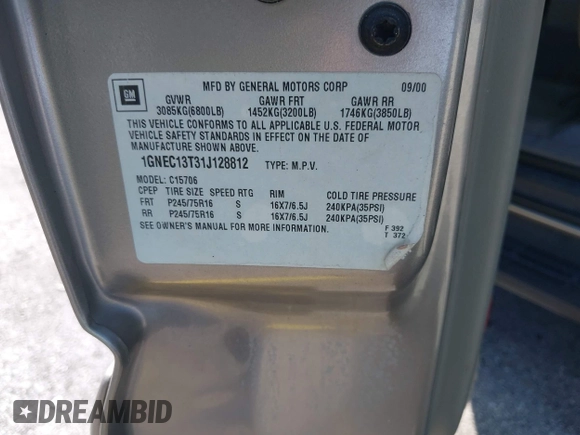 GM
MFD BY GENERAL MOTORS CORP 09/00
GVWR GAWR FRT GAWR RR
3085KG(6800LB) 1452KG(3200LB) 1746KG(3850LB)
THIS VEHICLE CONFORMS TO ALL APPLICABLE U.S. FEDERAL MOTOR
VEHICLE SAFETY STANDARDS IN EFFECT ON THE DATE OF
MANUFACTURE SHOWN ABOVE.
1GNEC13T31J128812 TYPE: M.P.V.
MODEL: C15706
CPEP TIRE SIZE SPEED RTG RIM COLD TIRE PRESSURE
FRT P245/75R16 S 16X7/6.5J 240KPA(35PSI)
RR P245/75R16 S 16X7/6.5J 240KPA(35PSI)
SEE OWNER'S MANUAL FOR MORE INFORMATION.
F 392
T 372
DREAMBID